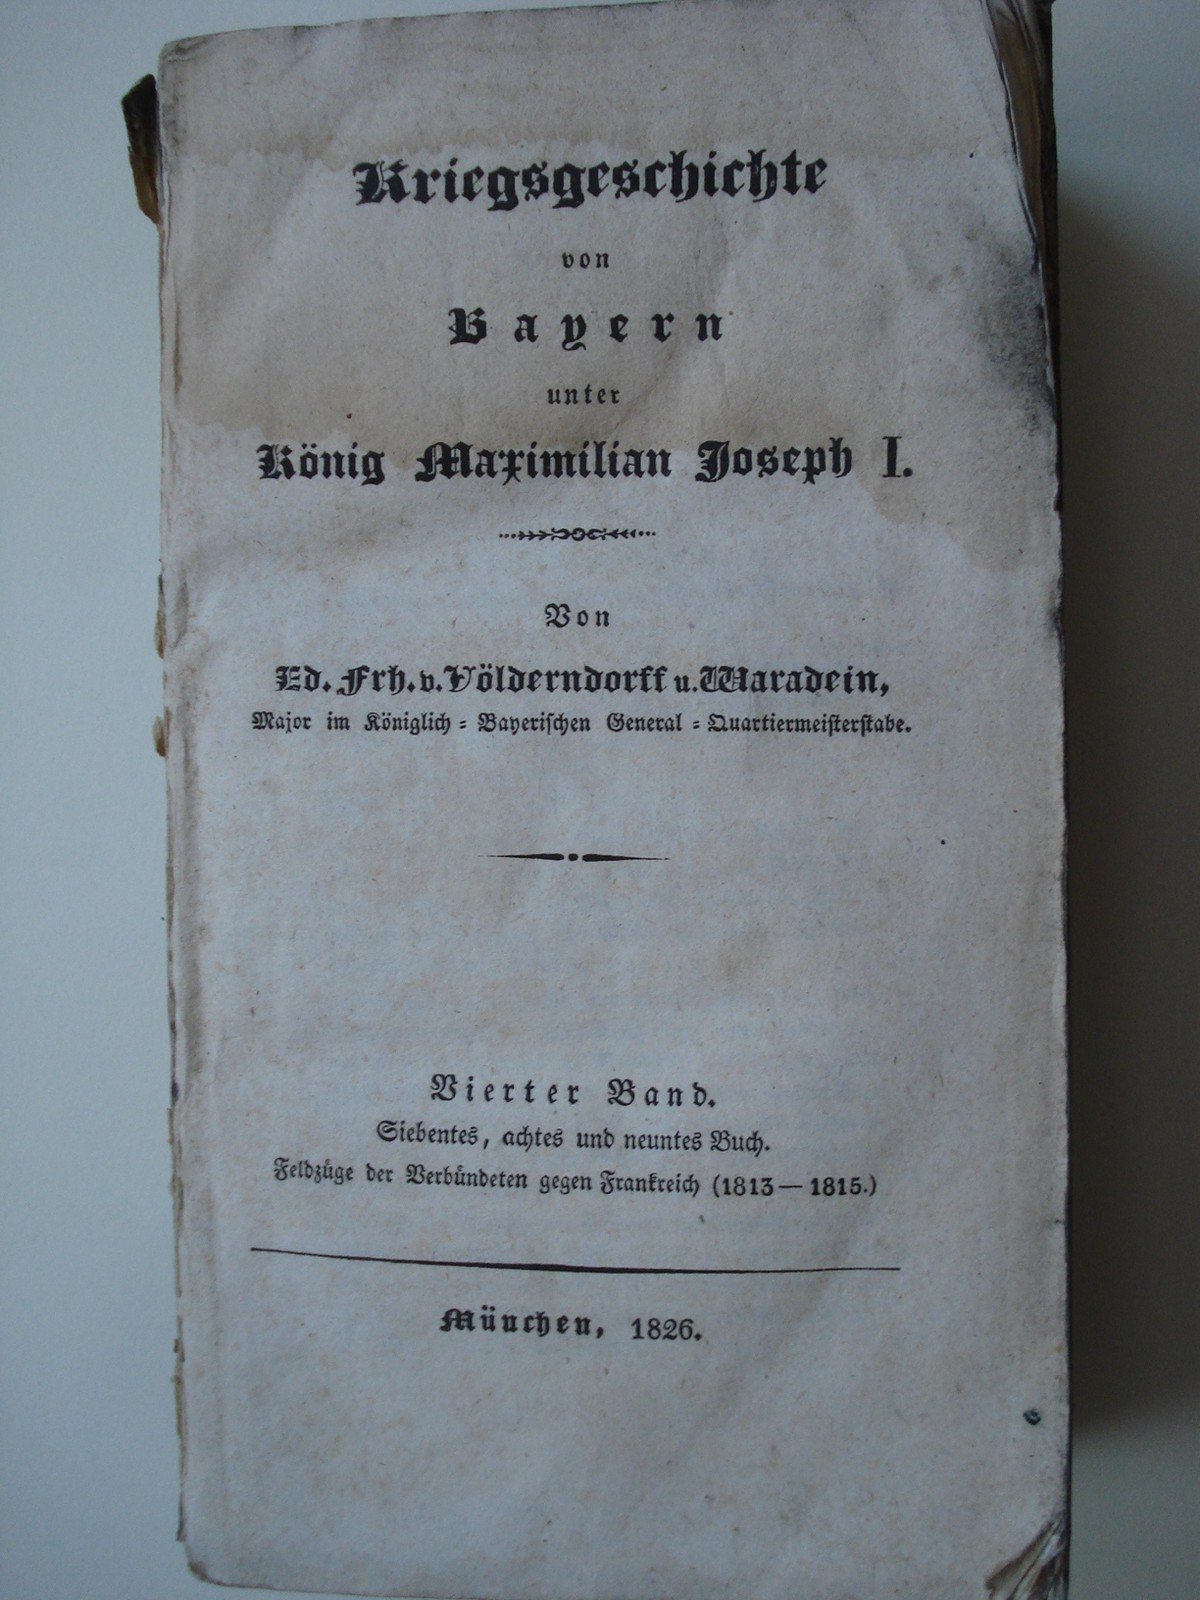 Kriegsgeschichte
von
Bayern
unter
König Maximilian Joseph I.
Von
Ed. Frh. v. Völderndorff u. Waradein,
Major im Königlich = Bayerischen General = Quartiermeisterstabe.
Vierter Band.
Siebentes, achtes und neuntes Buch.
Feldzüge der Verbündeten gegen Frankreich (1813 — 1815.)
München, 1826.